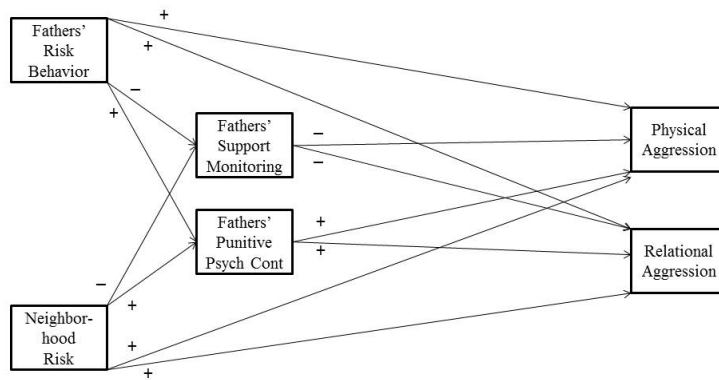 +
Fathers'
Risk
Behavior
+
−
+
Fathers'
Support
Monitoring
−
−
Physical
Aggression
Fathers'
Punitive
Psych Cont
+
+
Relational
Aggression
−
+
Neighbor-
hood
Risk
+
+